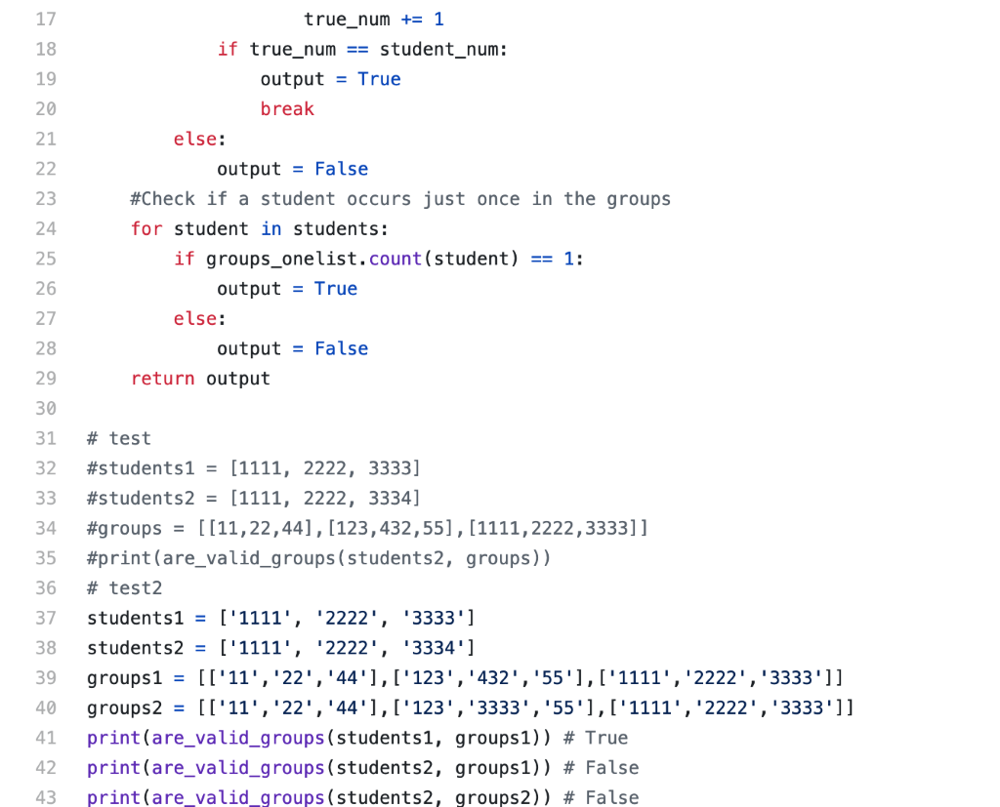 17                        true_num += 1
18                if true_num == student_num:
19                    output = True
20                    break
21            else:
22                output = False
23        #Check if a student occurs just once in the groups
24        for student in students:
25            if groups_onelist.count(student) == 1:
26                output = True
27            else:
28                output = False
29        return output
30
31    # test
32    #students1 = [1111, 2222, 3333]
33    #students2 = [1111, 2222, 3334]
34    #groups = [[11,22,44],[123,432,55],[1111,2222,3333]]
35    #print(are_valid_groups(students2, groups))
36    # test2
37    students1 = ['1111', '2222', '3333']
38    students2 = ['1111', '2222', '3334']
39    groups1 = [['11','22','44'],['123','432','55'],['1111','2222','3333']]
40    groups2 = [['11','22','44'],['123','3333','55'],['1111','2222','3333']]
41    print(are_valid_groups(students1, groups1)) # True
42    print(are_valid_groups(students2, groups1)) # False
43    print(are_valid_groups(students2, groups2)) # False